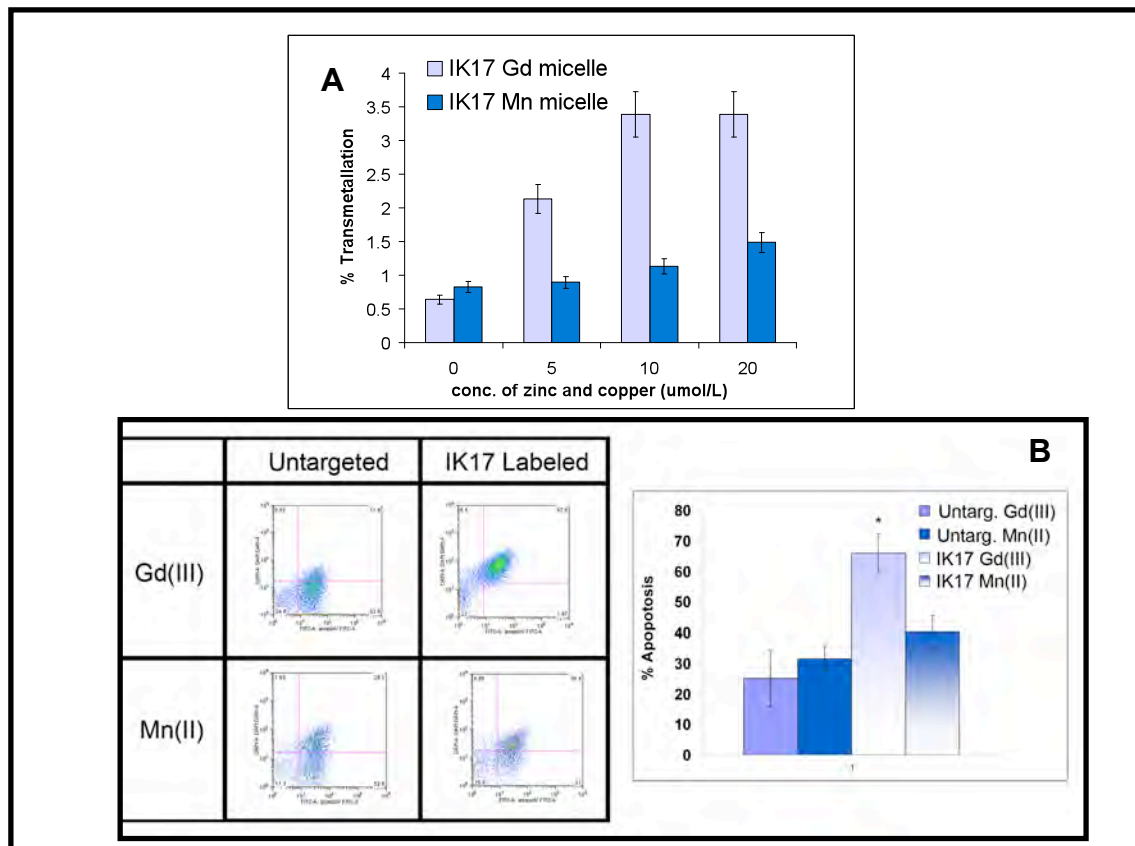 A
IK17 Gd micelle
IK17 Mn micelle
4
3.5
3
2.5
2
1.5
1
0.5
0
% Transmetallation
0 5 10 20
conc. of zinc and copper (umol/L)
B
Untargeted IK17 Labeled
Gd(III)
Mn(II)
80
70
60
50
40
30
20
10
0
% Apopotosis
*
Untarg. Gd(III)
Untarg. Mn(II)
IK17 Gd(III)
IK17 Mn(II)
1